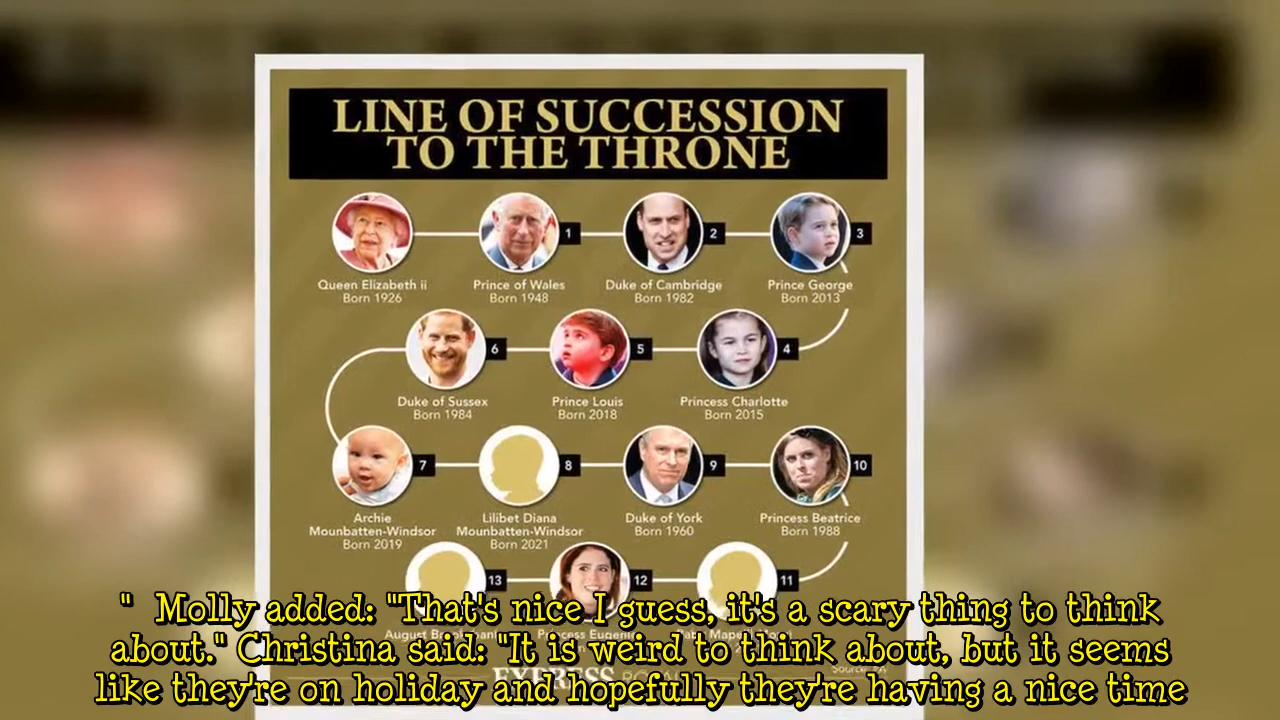 LINE OF SUCCESSION
TO THE THRONE
1
2
3
Queen Elizabeth ii
Born 1926
Prince of Wales
Born 1948
Duke of Cambridge
Born 1982
Prince George
Born 2013
6
5
4
Duke of Sussex
Born 1984
Prince Louis
Born 2018
Princess Charlotte
Born 2015
7
8
9
10
Archie
Mounbatten-Windsor
Born 2019
Lilibet Diana
Mounbatten-Windsor
Born 2021
Duke of York
Born 1960
Princess Beatrice
Born 1988
13
12
11
August
Princess Eugenie
EXPRESS
" Molly added: "That's nice I guess, it's a scary thing to think
about." Christina said: "It is weird to think about, but it seems
like they're on holiday and hopefully they're having a nice time